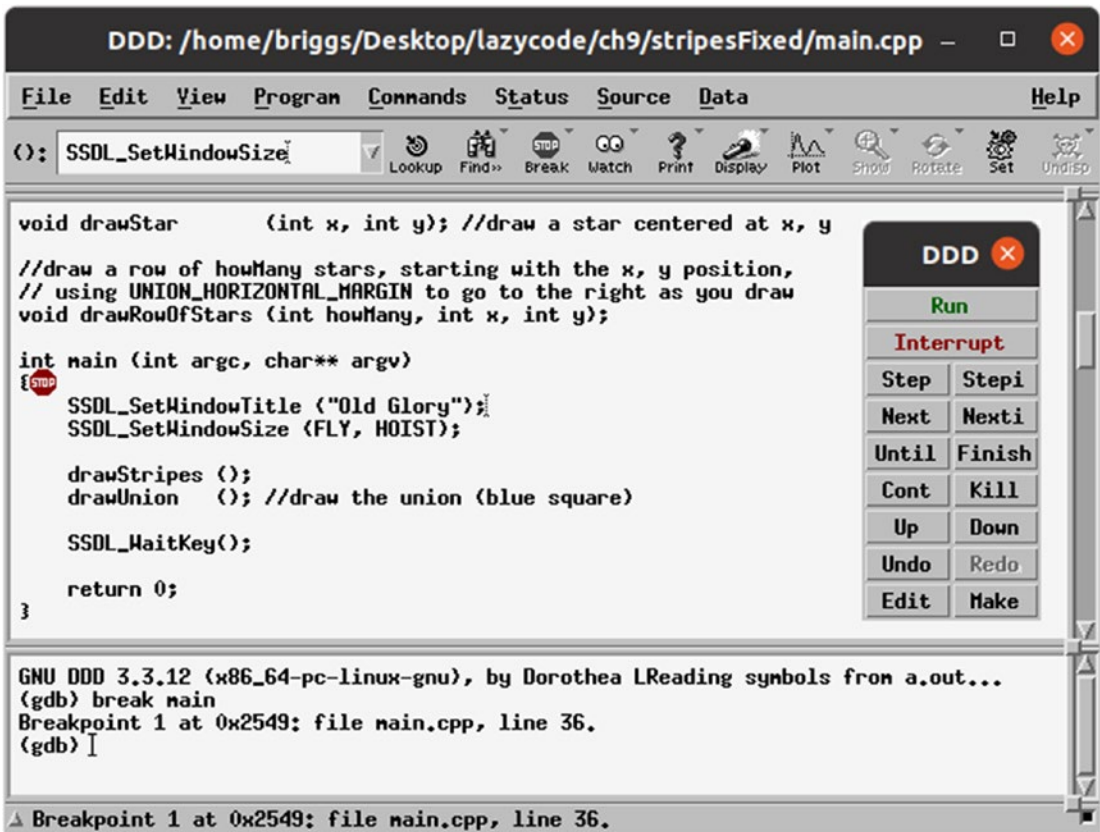 DDD: /home/briggs/Desktop/lazycode/ch9/stripesFixed/main.cpp
File Edit View Program Commands Status Source Data Help
(): SSDL_SetWindowSize
Lookup Find» Break Watch Print Display Plot Show Rotate Set Undisp
void drawStar (int x, int y); //draw a star centered at x, y
//draw a row of howMany stars, starting with the x, y position,
// using UNION_HORIZONTAL_MARGIN to go to the right as you draw
void drawRowOfStars (int howMany, int x, int y);
int main (int argc, char** argv)
{STOP
SSDL_SetWindowTitle ("Old Glory");
SSDL_SetWindowSize (FLY, HOIST);
drawStripes ();
drawUnion (); //draw the union (blue square)
SSDL_WaitKey();
return 0;
}
DDD
Run
Interrupt
Step Stepi
Next Nexti
Until Finish
Cont Kill
Up Down
Undo Redo
Edit Make
GNU DDD 3.3.12 (x86_64-pc-linux-gnu), by Dorothea LReading symbols from a.out...
(gdb) break main
Breakpoint 1 at 0x2549: file main.cpp, line 36.
(gdb)
Breakpoint 1 at 0x2549: file main.cpp, line 36.